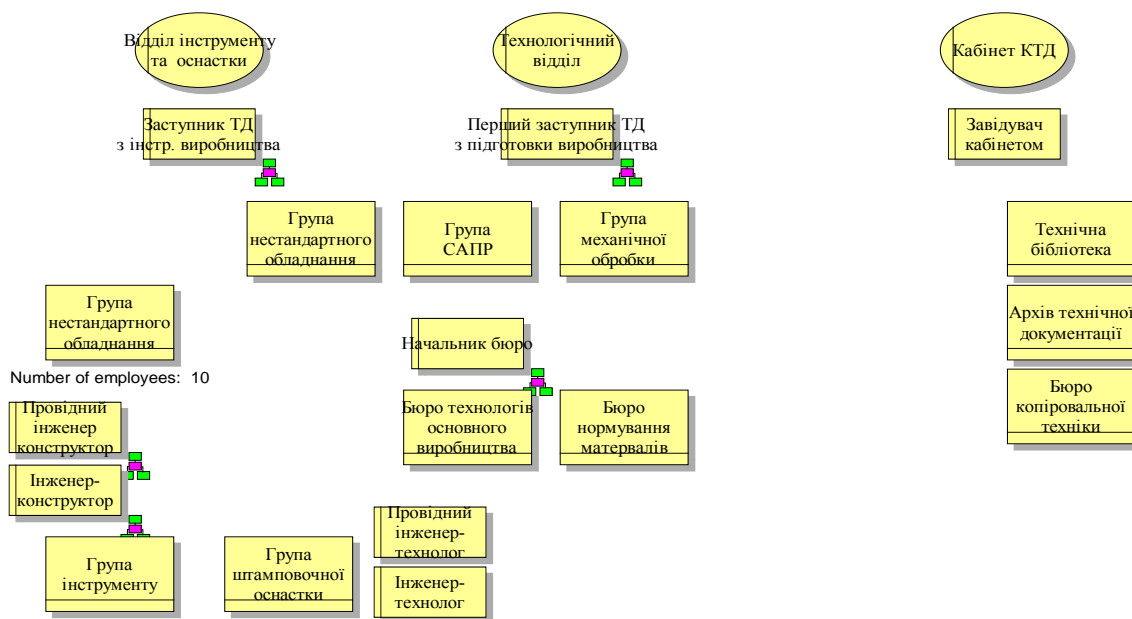 Відділ інструменту
та оснастки
Технологічний
відділ
Кабінет КТД
Заступник ТД
з інстр. виробництва
Перший заступник ТД
з підготовки виробництва
Завідувач
кабінетом
Група
нестандартного
обладнання
Група
САПР
Група
механічної
обробки
Технічна
бібліотека
Група
нестандартного
обладнання
Number of employees: 10
Начальник бюро
Архів технічної
документації
Провідний
інженер
конструктор
Бюро технологів
основного
виробництва
Бюро
нормування
матервалів
Бюро
копіровальної
техніки
Інженер-
конструктор
Група
інструменту
Група
штамповочної
оснастки
Провідний
інженер-
технолог
Інженер-
технолог